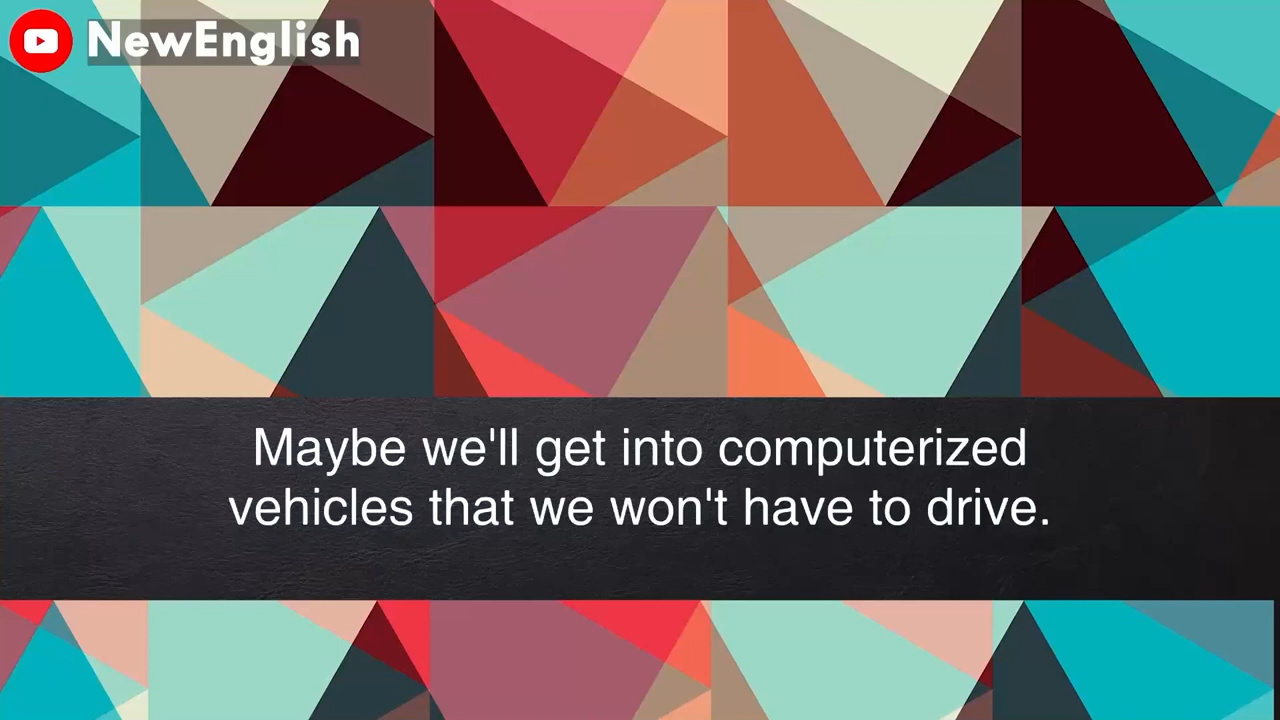 NewEnglish
Maybe we'll get into computerized
vehicles that we won't have to drive.